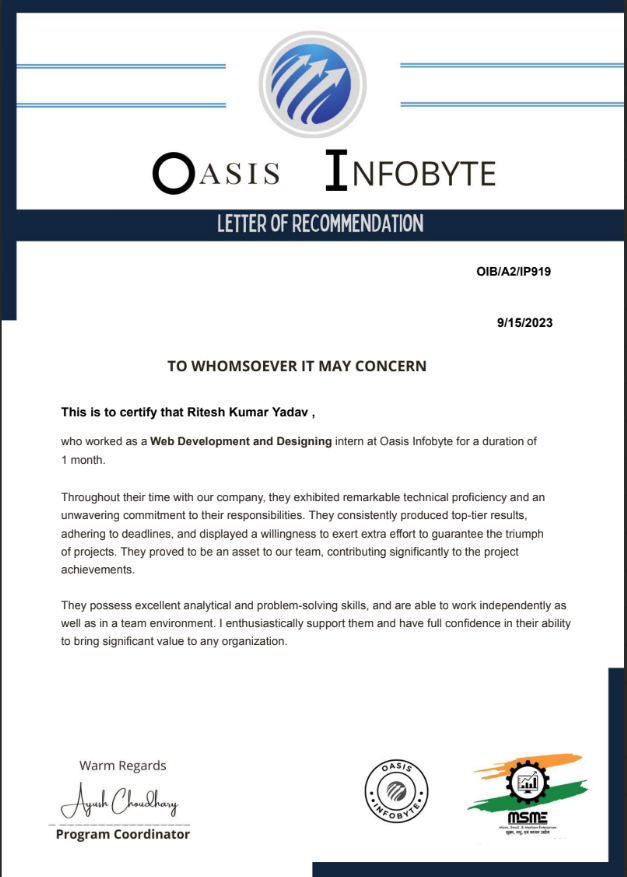 OASIS INFOBYTE
LETTER OF RECOMMENDATION
OIB/A2/IP919
9/15/2023
TO WHOMSOEVER IT MAY CONCERN
This is to certify that Ritesh Kumar Yadav ,
who worked as a Web Development and Designing intern at Oasis Infobyte for a duration of
1 month.
Throughout their time with our company, they exhibited remarkable technical proficiency and an
unwavering commitment to their responsibilities. They consistently produced top-tier results,
adhering to deadlines, and displayed a willingness to exert extra effort to guarantee the triumph
of projects. They proved to be an asset to our team, contributing significantly to the project
achievements.
They possess excellent analytical and problem-solving skills, and are able to work independently as
well as in a team environment. I enthusiastically support them and have full confidence in their ability
to bring significant value to any organization.
Warm Regards
Ayush Choudhary
Program Coordinator
OASIS
INFOBYTE
MSME
Micro, Small & Medium Enterprises
सूक्ष्म, लघु एवं मध्यम उद्यम